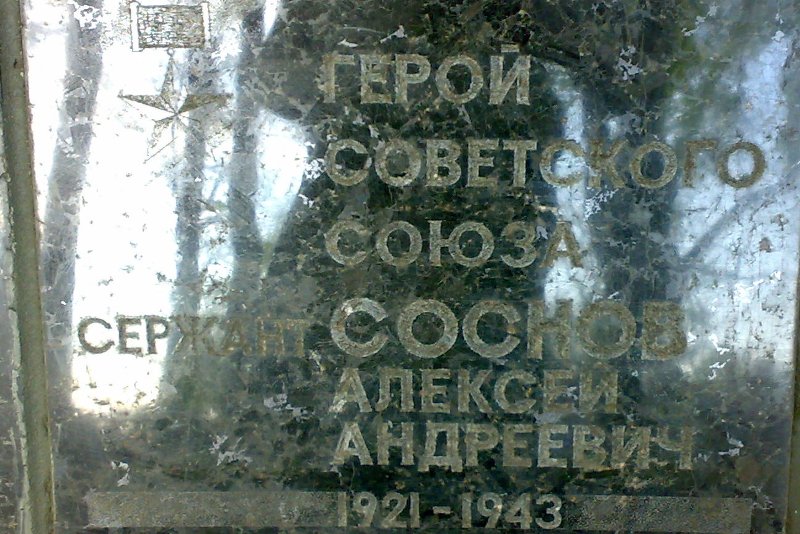 ГЕРОЙ
СОВЕТСКОГО
СОЮЗА
СЕРЖАНТ СОСНОВ
АЛЕКСЕЙ
АНДРЕЕВИЧ
1921-1943